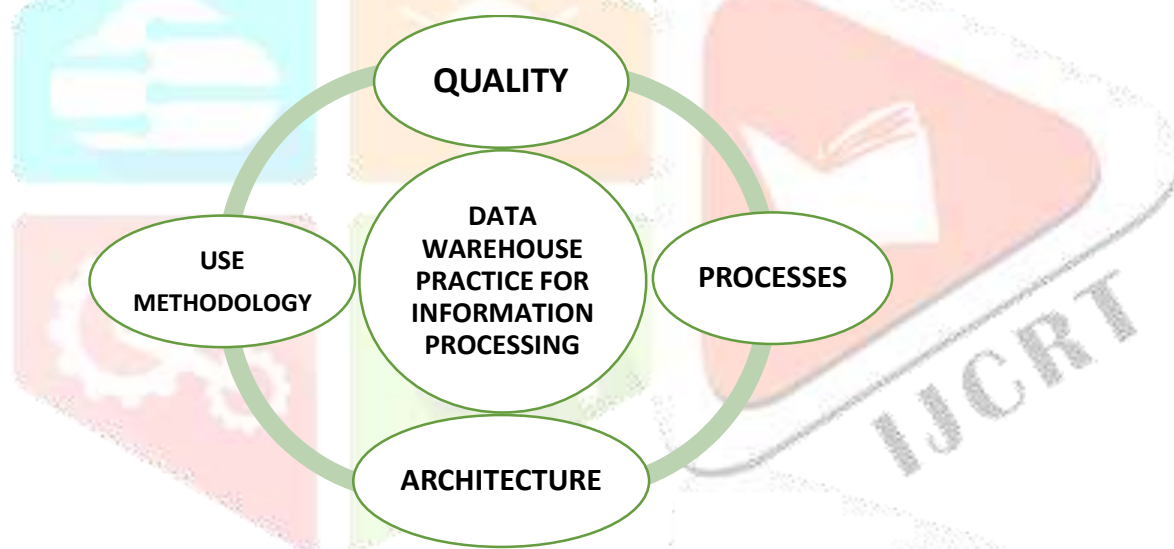 QUALITY
DATA
WAREHOUSE
PRACTICE FOR
INFORMATION
PROCESSING
USE
METHODOLOGY
PROCESSES
ARCHITECTURE
IJCRT